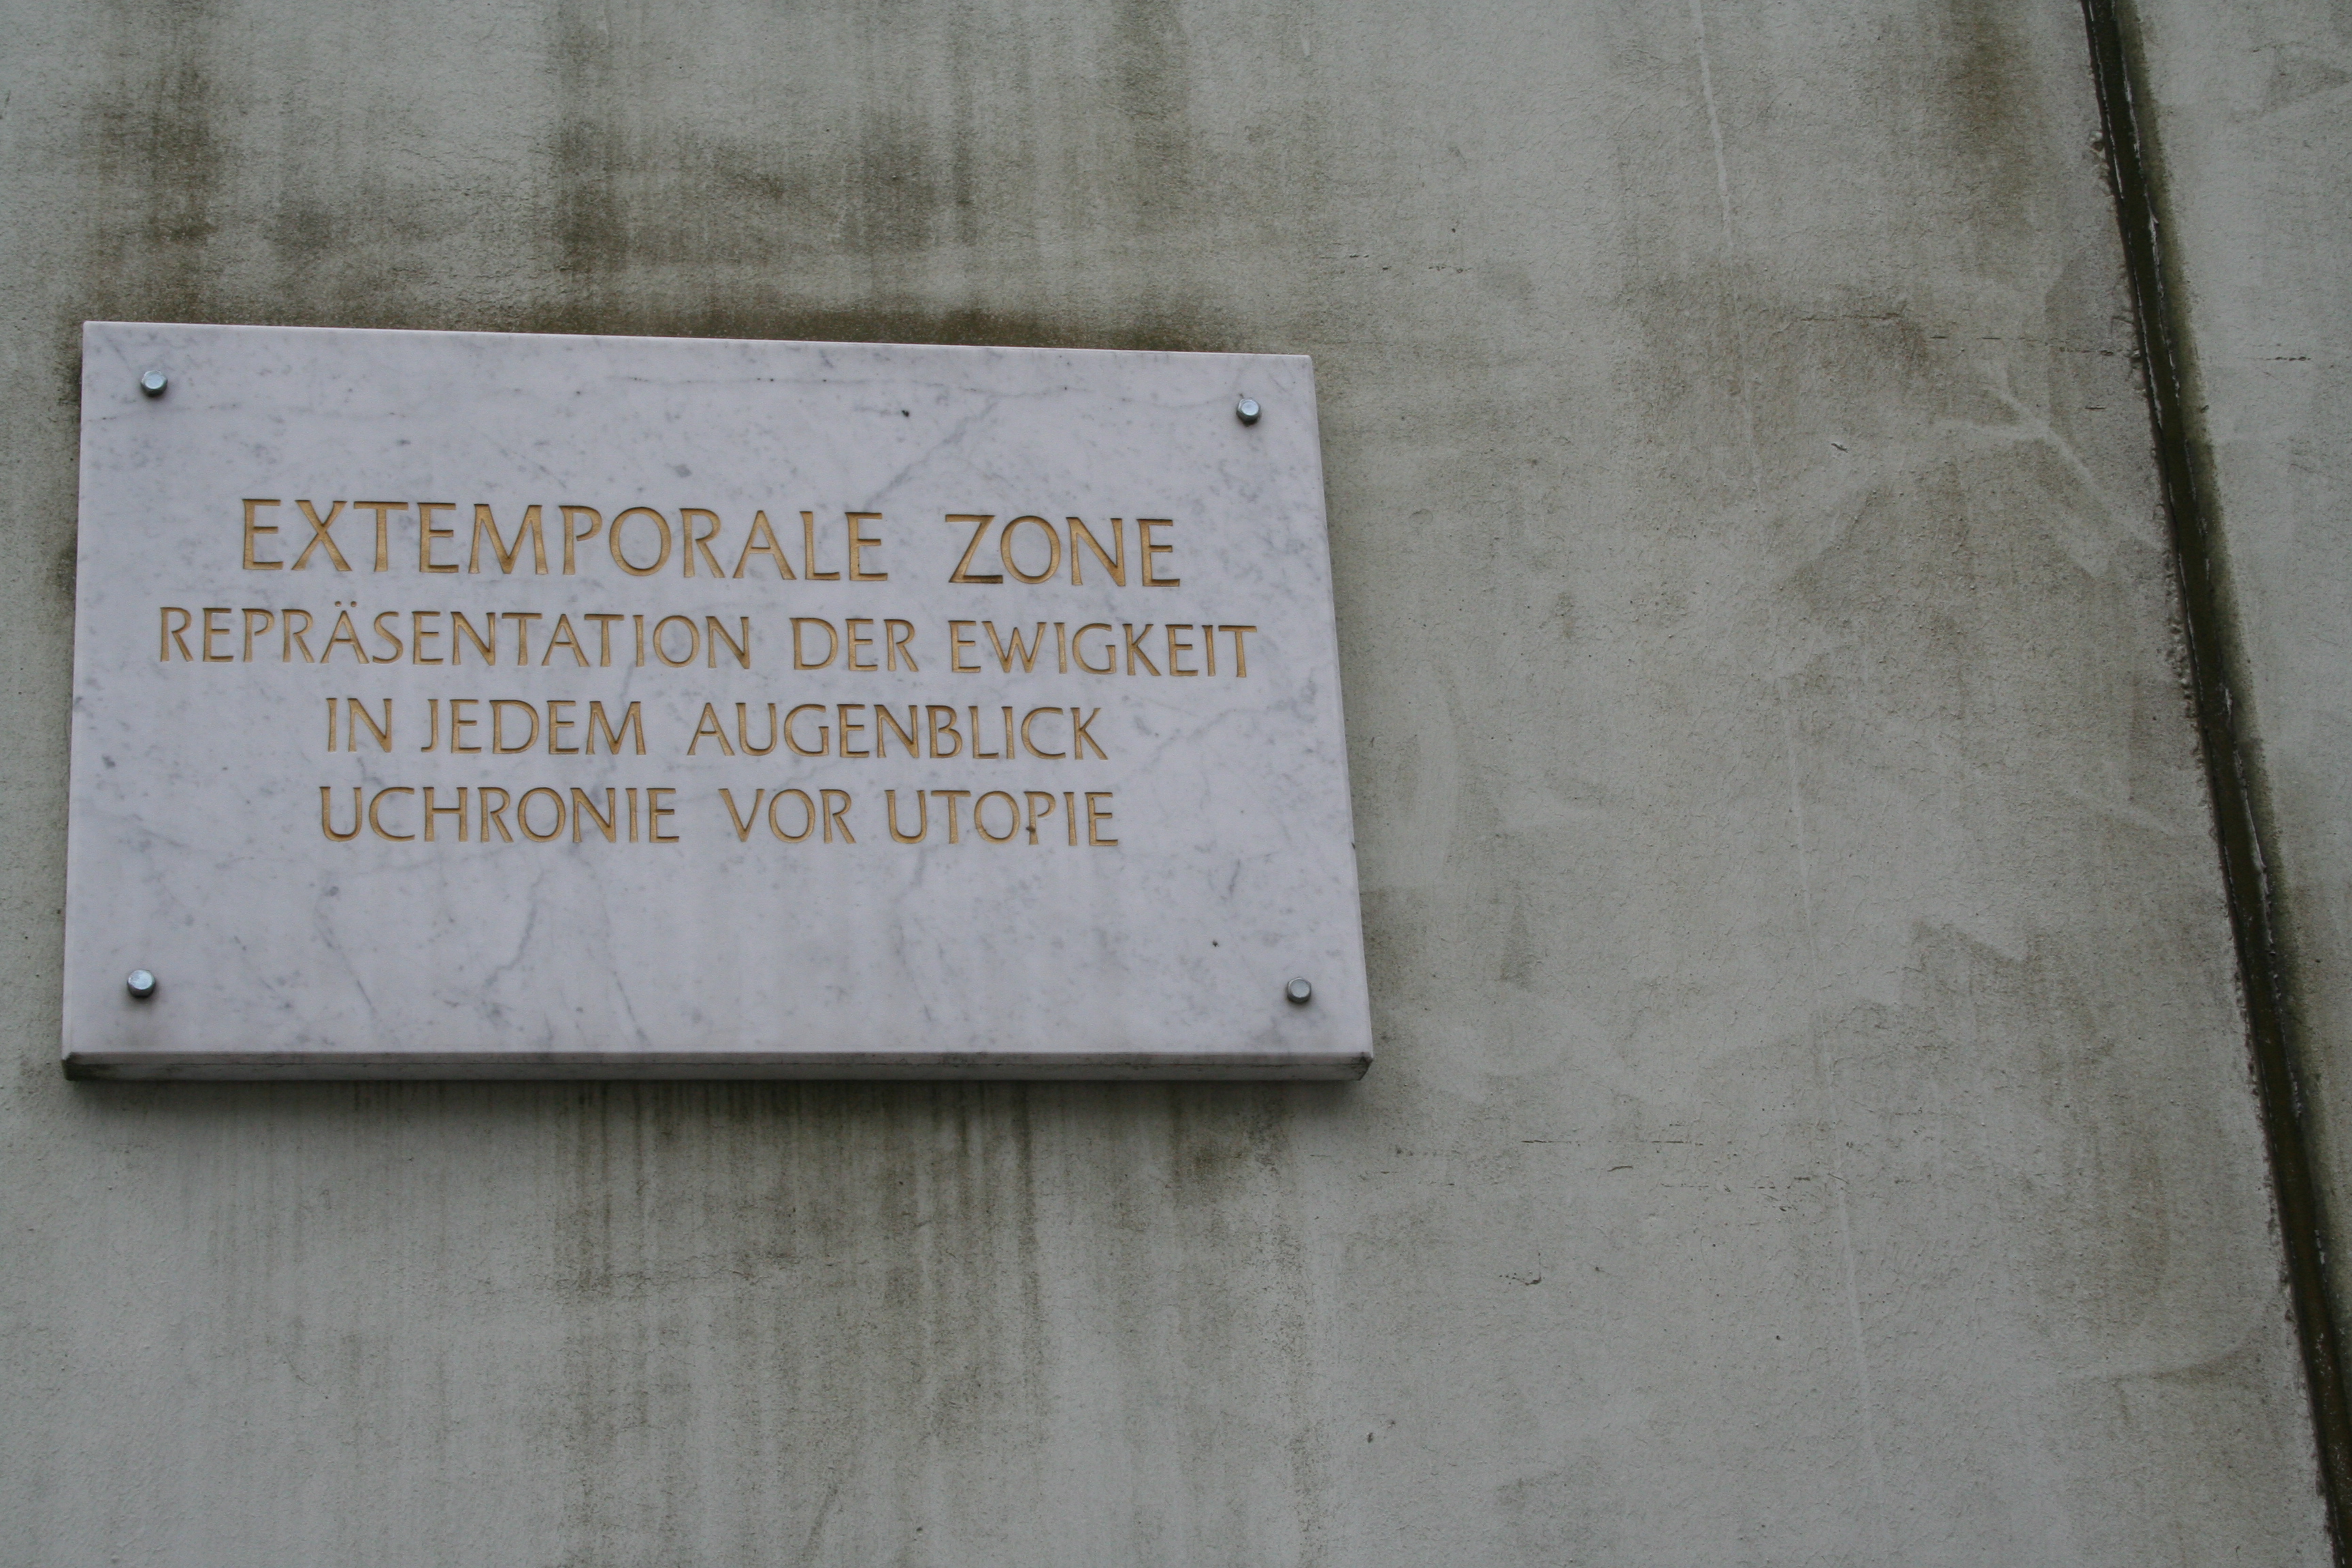 EXTEMPORALE ZONE
REPRÄSENTATION DER EWIGKEIT
IN JEDEM AUGENBLICK
UCHRONIE VOR UTOPIE